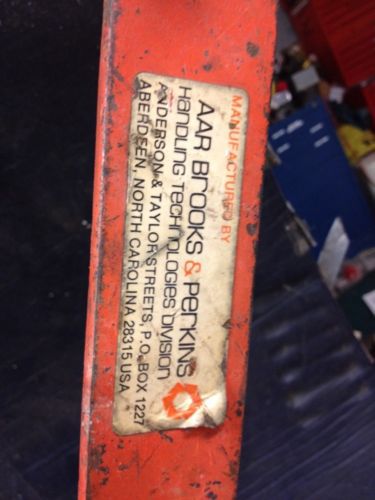 MANUFACTURED BY
AAR Brooks & Perkins
Handling Technologies Division
ANDERSON & TAYLOR STREETS, P.O. BOX 1227
ABERDEEN, NORTH CAROLINA 28315 USA